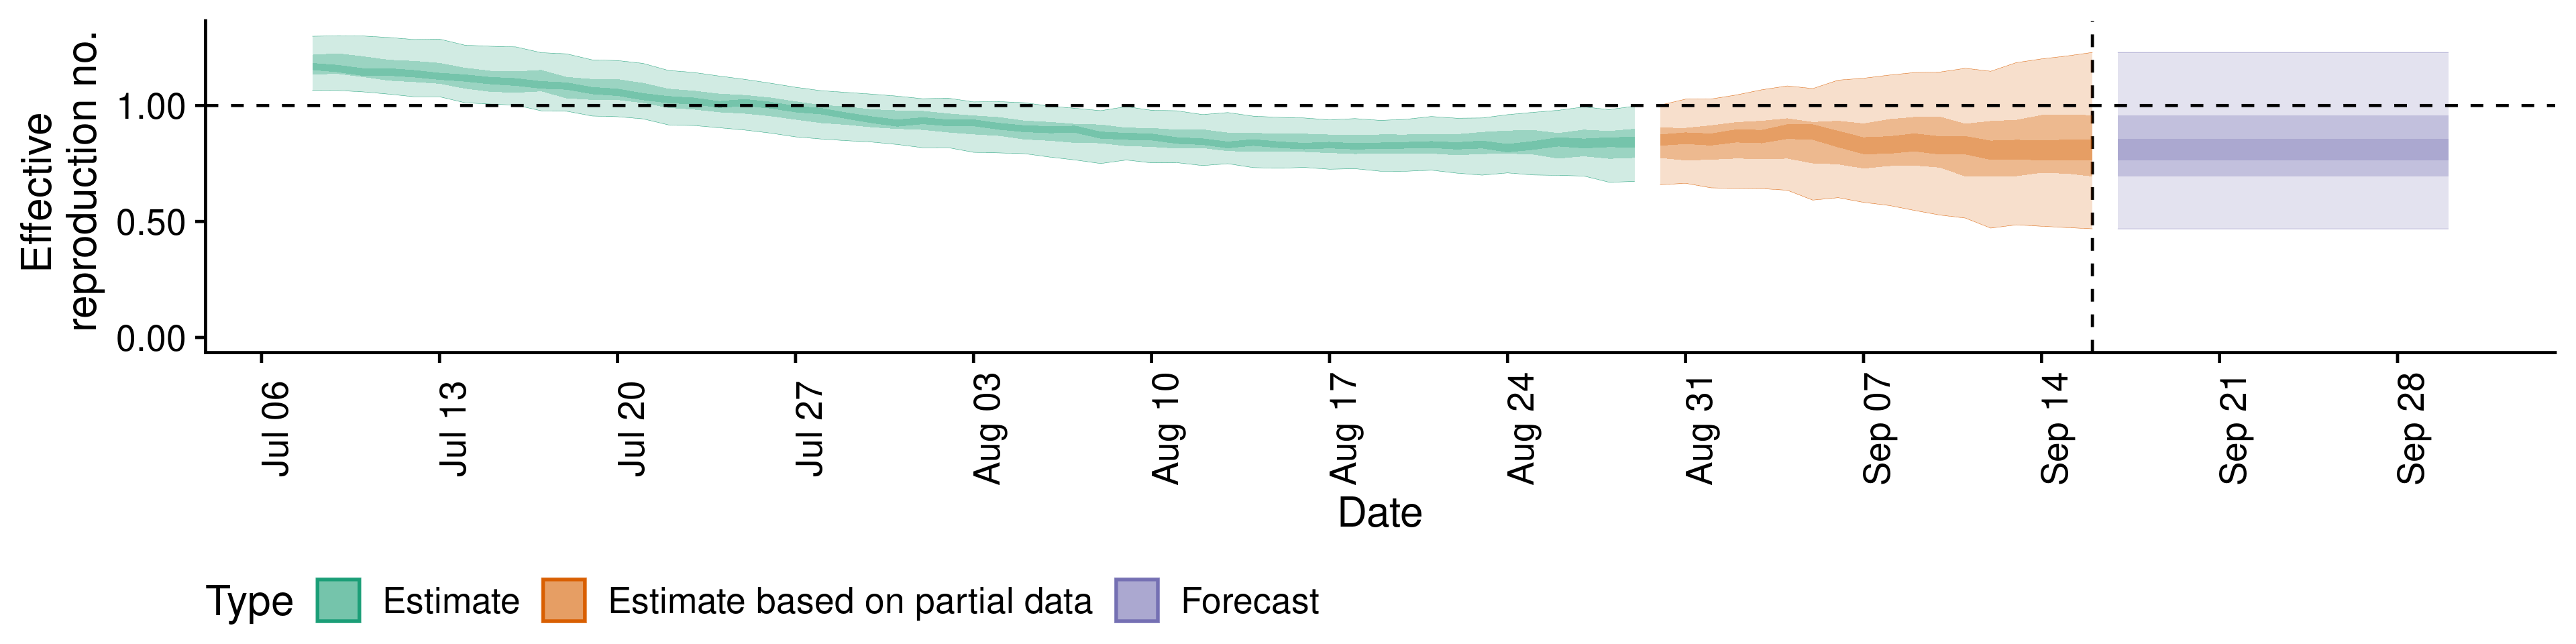 Effective
reproduction no.
1.00
0.50
0.00
Jul 06
Jul 13
Jul 20
Jul 27
Aug 03
Aug 10
Aug 17
Aug 24
Aug 31
Sep 07
Sep 14
Sep 21
Sep 28
Date
Type Estimate Estimate based on partial data Forecast